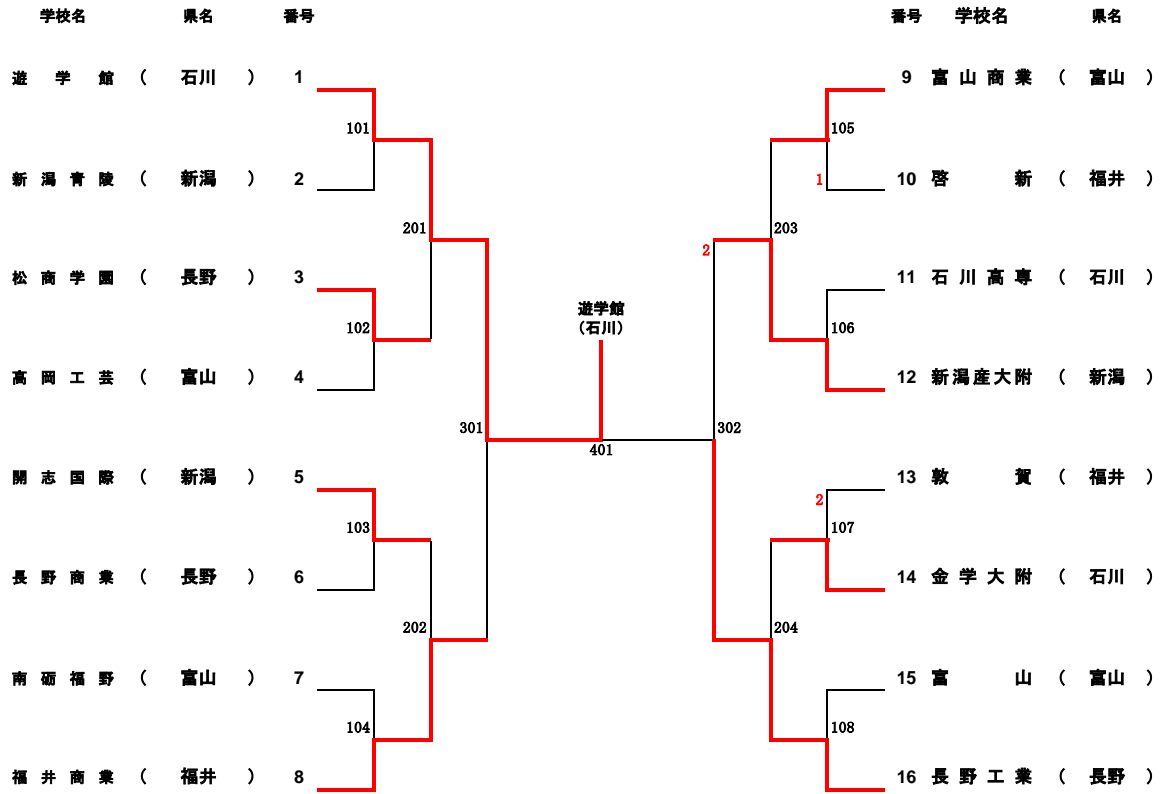 学校名 県名 番号 番号 学校名 県名
遊学館 ( 石川 ) 1 9 富山商業 ( 富山 )
101 105
新潟青陵 ( 新潟 ) 2 1 10 啓新 ( 福井 )
201 203
2
松商学園 ( 長野 ) 3 11 石川高専 ( 石川 )
遊学館
(石川)
102 106
高岡工芸 ( 富山 ) 4 12 新潟産大附 ( 新潟 )
301 302
401
開志国際 ( 新潟 ) 5 13 敦賀 ( 福井 )
2
103 107
長野商業 ( 長野 ) 6 14 金学大附 ( 石川 )
202 204
南砺福野 ( 富山 ) 7 15 富山 ( 富山 )
104 108
福井商業 ( 福井 ) 8 16 長野工業 ( 長野 )